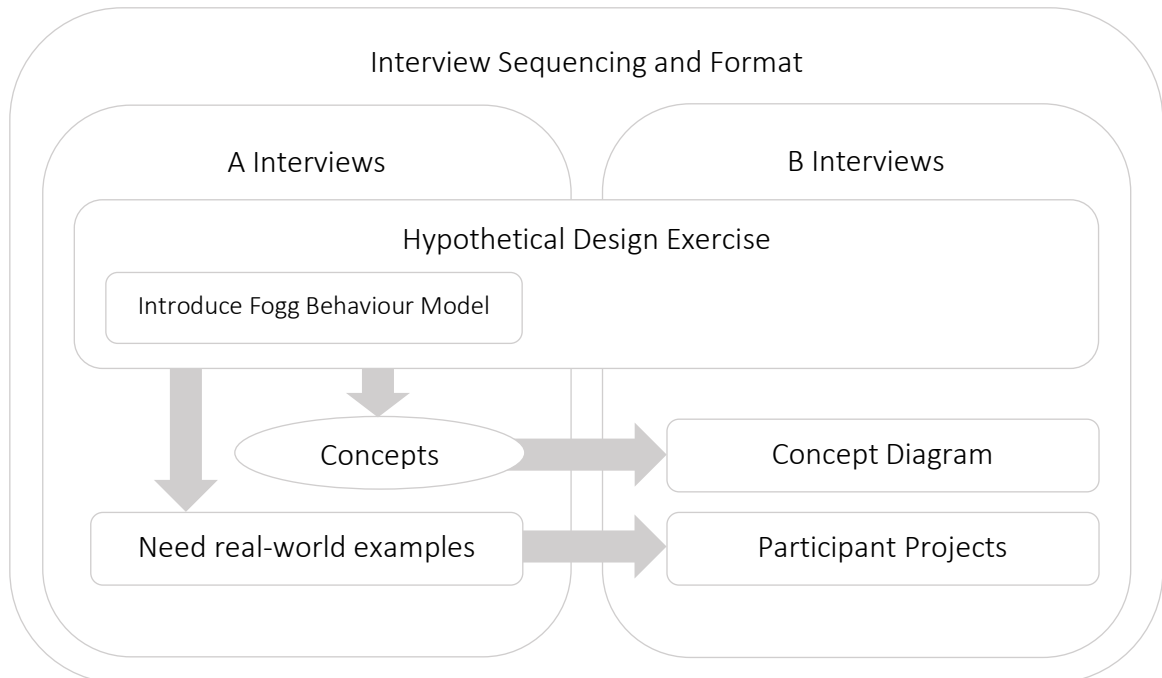 Interview Sequencing and Format
A Interviews
B Interviews
Hypothetical Design Exercise
Introduce Fogg Behaviour Model
Concepts
Concept Diagram
Need real-world examples
Participant Projects